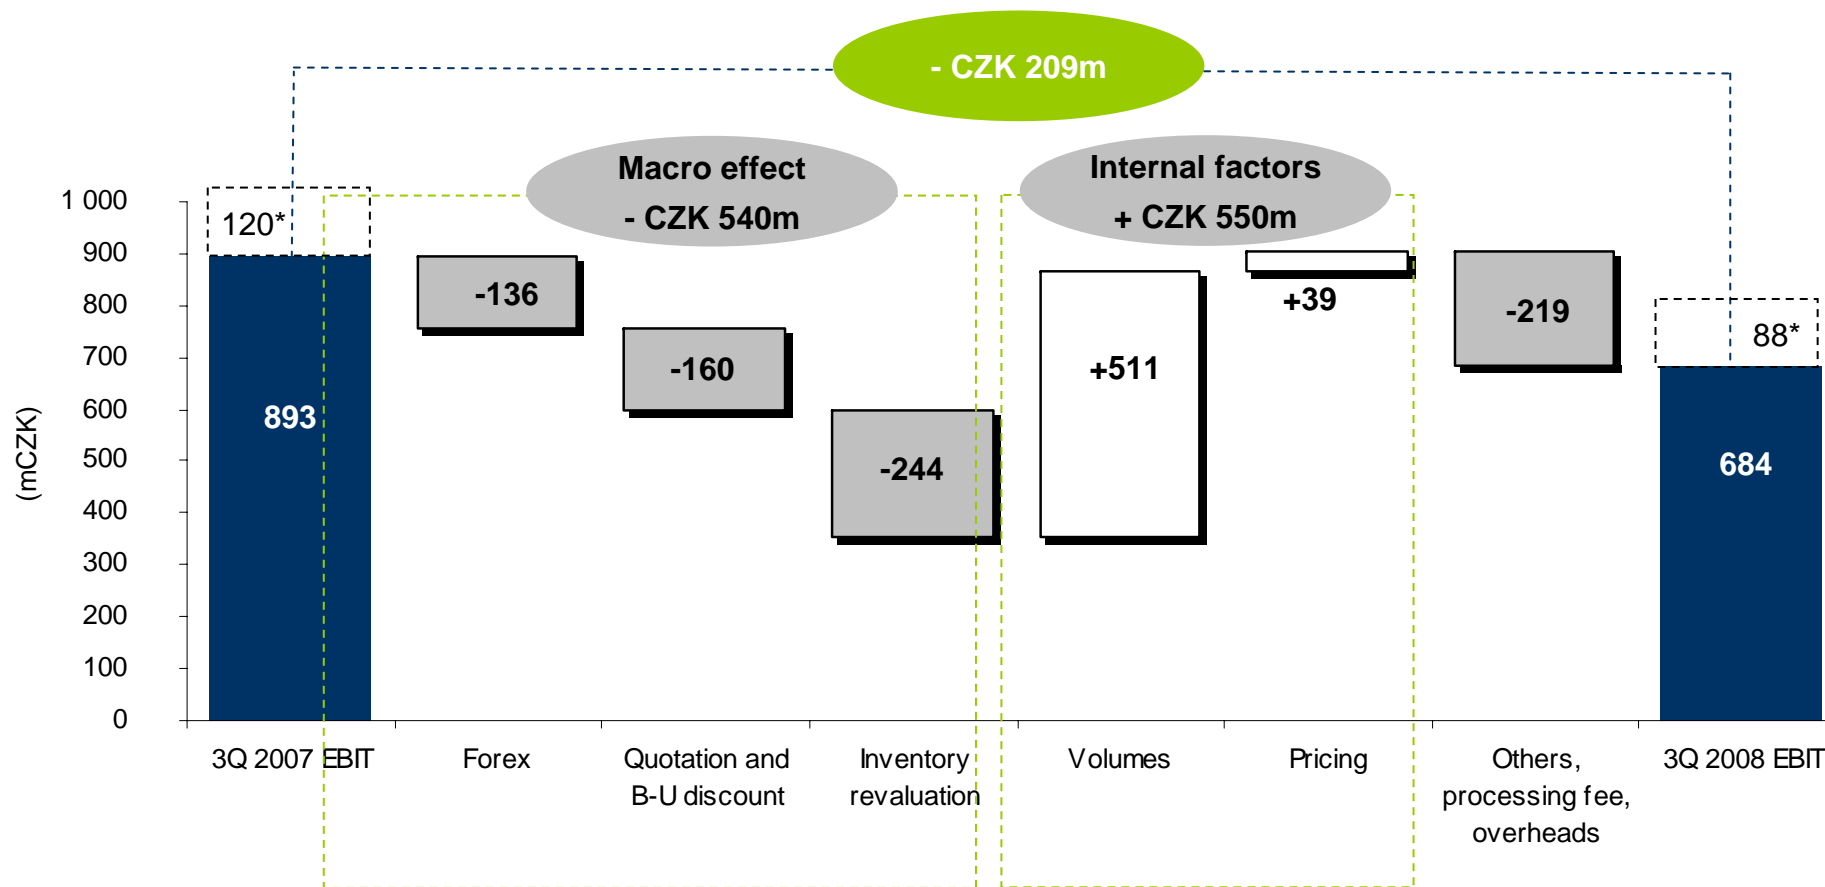 - CZK 209m
Macro effect
- CZK 540m
Internal factors
+ CZK 550m
(mCZK)
1 000
900
800
700
600
500
400
300
200
100
0
120*
893
-136
-160
-244
+511
+39
-219
88*
684
3Q 2007 EBIT
Forex
Quotation and
B-U discount
Inventory
revaluation
Volumes
Pricing
Others,
processing fee,
overheads
3Q 2008 EBIT